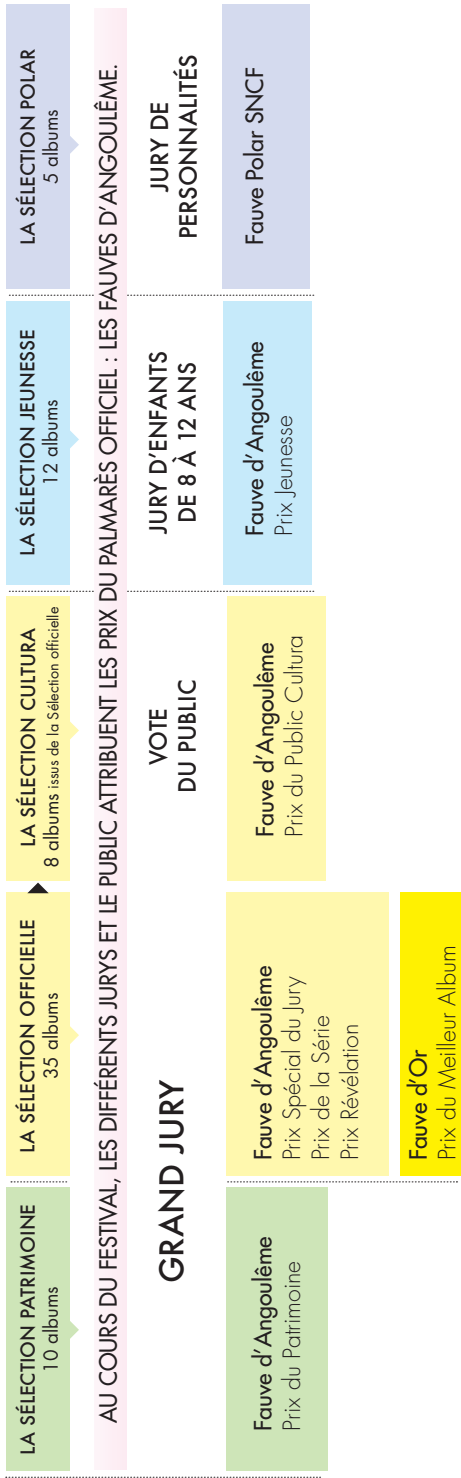 LA SÉLECTION PATRIMOINE
10 albums
LA SÉLECTION OFFICIELLE
35 albums
LA SÉLECTION CULTURA
8 albums issus de la Sélection officielle
LA SÉLECTION JEUNESSE
12 albums
LA SÉLECTION POLAR
5 albums
AU COURS DU FESTIVAL, LES DIFFÉRENTS JURYS ET LE PUBLIC ATTRIBUENT LES PRIX DU PALMARÈS OFFICIEL : LES FAUVES D'ANGOULÊME.
GRAND JURY
VOTE
DU PUBLIC
JURY D'ENFANTS
DE 8 À 12 ANS
JURY DE
PERSONNALITÉS
Fauve d'Angoulême
Prix du Patrimoine
Fauve d'Angoulême
Prix Spécial du Jury
Prix de la Série
Prix Révélation
Fauve d'Angoulême
Prix du Public Cultura
Fauve d'Angoulême
Prix Jeunesse
Fauve Polar SNCF
Fauve d'Or
Prix du Meilleur Album